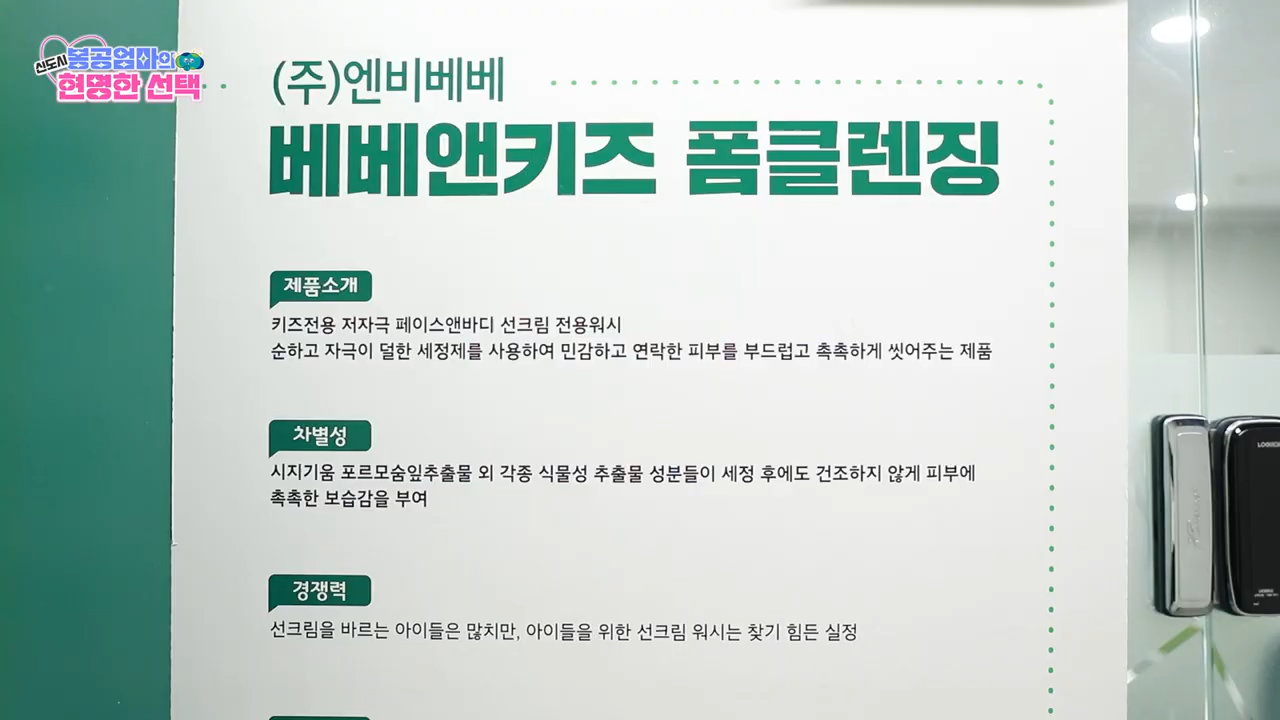 신도시 봉공엄마의
현명한 선택
(주)엔비베베
베베앤키즈 폼클렌징
제품소개
키즈전용 저자극 페이스앤바디 선크림 전용워시
순하고 자극이 덜한 세정제를 사용하여 민감하고 연락한 피부를 부드럽고 촉촉하게 씻어주는 제품
차별성
시지기움 포르모숨잎추출물 외 각종 식물성 추출물 성분들이 세정 후에도 건조하지 않게 피부에
촉촉한 보습감을 부여
경쟁력
선크림을 바르는 아이들은 많치만, 아이들을 위한 선크림 워시는 찾기 힘든 실정